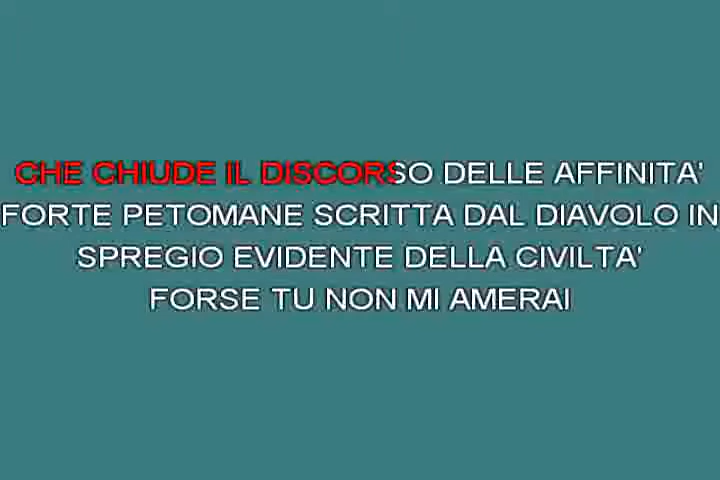 CHE CHIUDE IL DISCORSO DELLE AFFINITA'
FORTE PETOMANE SCRITTA DAL DIAVOLO IN
SPREGIO EVIDENTE DELLA CIVILTA'
FORSE TU NON MI AMERAI